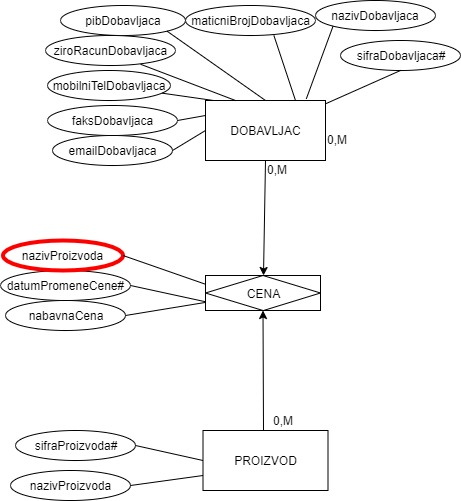 pibDobavljaca
maticniBrojDobavljaca
nazivDobavljaca
ziroRacunDobavljaca
sifraDobavljaca#
mobilniTelDobavljaca
faksDobavljaca
emailDobavljaca
DOBAVLJAC
0,M
0,M
nazivProizvoda
datumPromeneCene#
nabavnaCena
CENA
0,M
sifraProizvoda#
nazivProizvoda
PROIZVOD